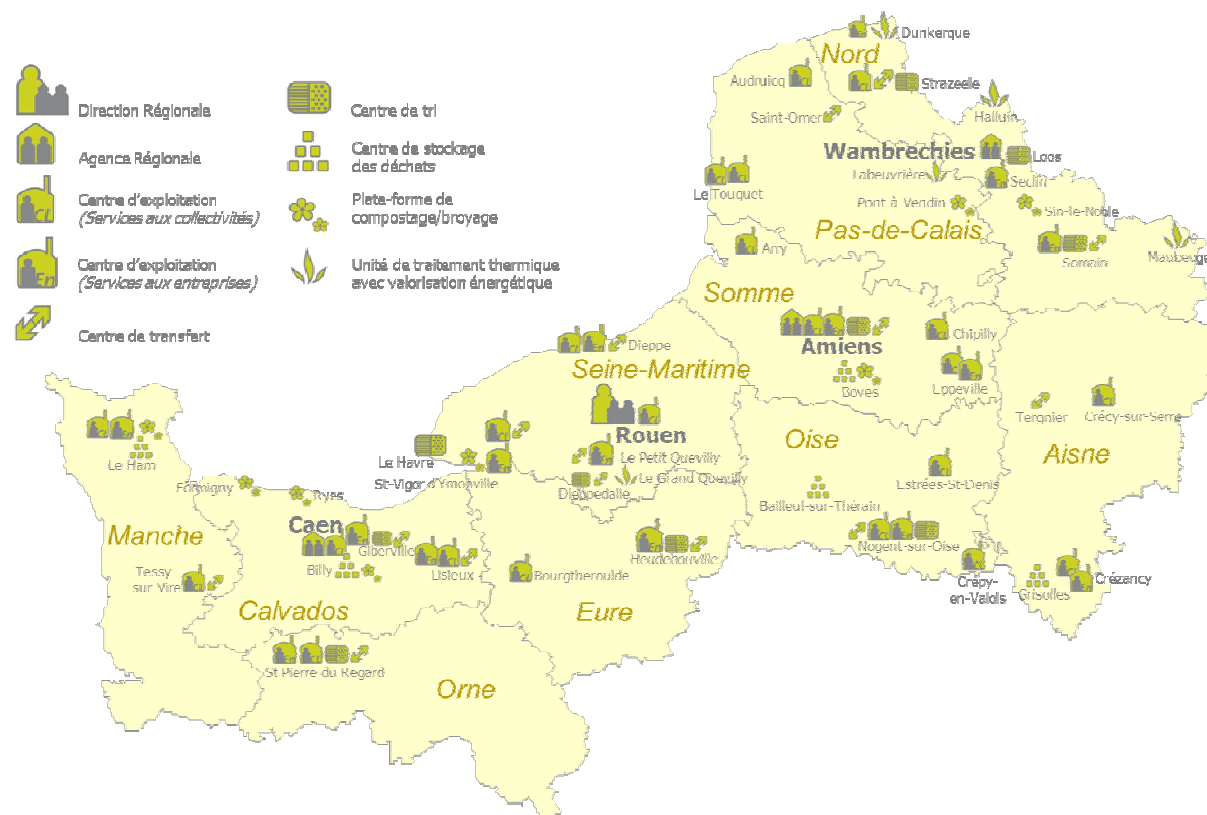 Direction Régionale
Agence Régionale
Centre d'exploitation
(Services aux collectivités)
Centre d'exploitation
(Services aux entreprises)
Centre de transfert
Centre de tri
Centre de stockage
des déchets
Plate-forme de
compostage/broyage
Unité de traitement thermique
avec valorisation énergétique
Dunkerque
Nord
Audruicq
Strazeele
Saint-Omer
Halluin
Wambrechies
Loos
Labeuvrière
Seclin
Le Touquet
Pont à Vendin
Sin-le-Noble
Pas-de-Calais
Arry
Somain
Maubeuge
Somme
Chipilly
Amiens
Dieppe
Seine-Maritime
Eppeville
Boves
Tergnier
Crécy-sur-Serre
Rouen
Oise
Aisne
Le Havre
Le Petit Quevilly
Le Ham
St-Vigor d'Ymonville
Le Grand Quevilly
Dieppedalle
Estrées-St-Denis
Formigny
Ryes
Bailleul-sur-Thérain
Caen
Manche
Giberville
Heudebouville
Nogent-sur-Oise
Tessy
sur Vire
Billy
Lisieux
Bourgtheroulde
Crépy-
en-Valois
Grisolles
Crézancy
Calvados
Eure
St Pierre du Regard
Orne